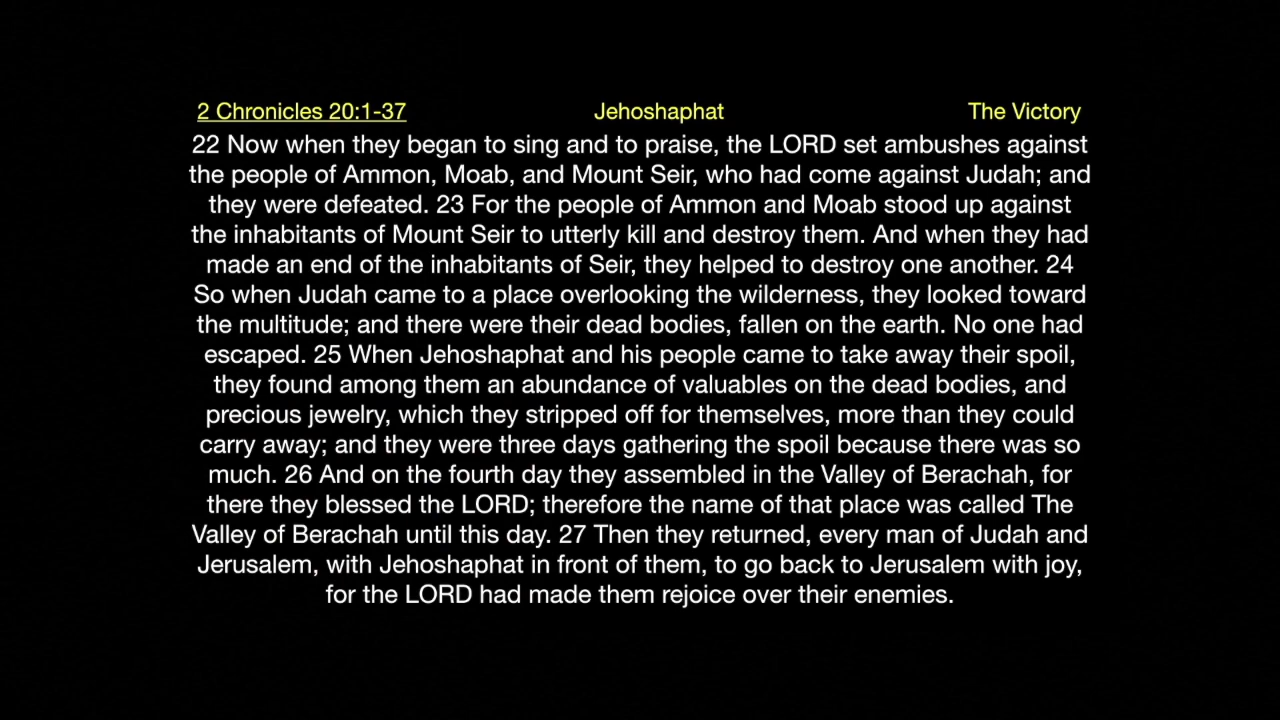 2 Chronicles 20:1-37 Jehoshaphat The Victory
22 Now when they began to sing and to praise, the LORD set ambushes against
the people of Ammon, Moab, and Mount Seir, who had come against Judah; and
they were defeated. 23 For the people of Ammon and Moab stood up against
the inhabitants of Mount Seir to utterly kill and destroy them. And when they had
made an end of the inhabitants of Seir, they helped to destroy one another. 24
So when Judah came to a place overlooking the wilderness, they looked toward
the multitude; and there were their dead bodies, fallen on the earth. No one had
escaped. 25 When Jehoshaphat and his people came to take away their spoil,
they found among them an abundance of valuables on the dead bodies, and
precious jewelry, which they stripped off for themselves, more than they could
carry away; and they were three days gathering the spoil because there was so
much. 26 And on the fourth day they assembled in the Valley of Berachah, for
there they blessed the LORD; therefore the name of that place was called The
Valley of Berachah until this day. 27 Then they returned, every man of Judah and
Jerusalem, with Jehoshaphat in front of them, to go back to Jerusalem with joy,
for the LORD had made them rejoice over their enemies.